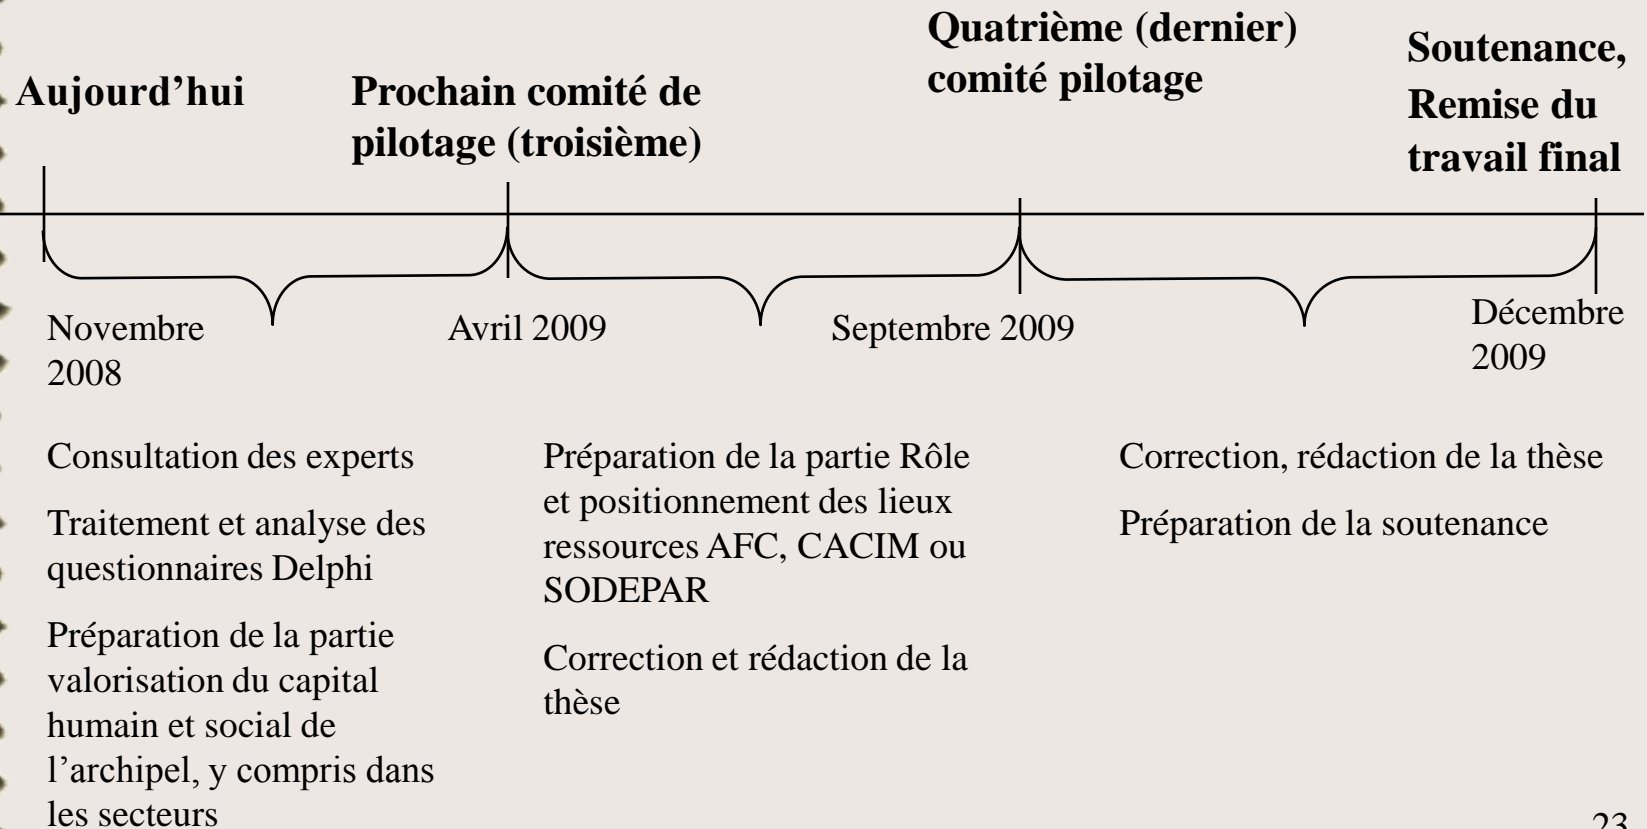 Aujourd’hui
Prochain comité de
pilotage (troisième)
Quatrième (dernier)
comité pilotage
Soutenance,
Remise du
travail final
Novembre
2008
Avril 2009
Septembre 2009
Décembre
2009
Consultation des experts
Traitement et analyse des
questionnaires Delphi
Préparation de la partie
valorisation du capital
humain et social de
l’archipel, y compris dans
les secteurs
Préparation de la partie Rôle
et positionnement des lieux
ressources AFC, CACIM ou
SODEPAR
Correction et rédaction de la
thèse
Correction, rédaction de la thèse
Préparation de la soutenance
23